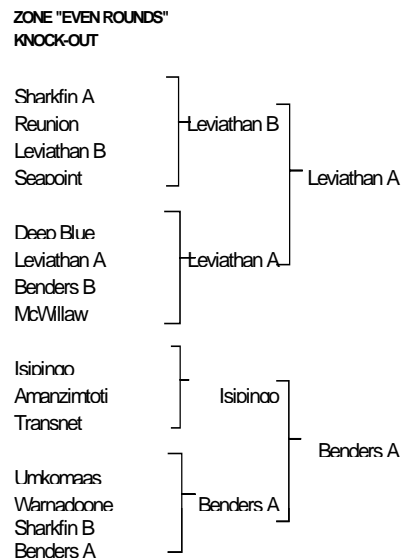 ZONE "EVEN ROUNDS"
KNOCK-OUT
Sharkfin A
Reunion
Leviathan B
Seapoint
Leviathan B
Deep Blue
Leviathan A
Benders B
McWillaw
Leviathan A
Leviathan A
Isipingo
Amanzimtoti
Transnet
Isipingo
Umkomaas
Warnadoone
Sharkfin B
Benders A
Benders A
Benders A